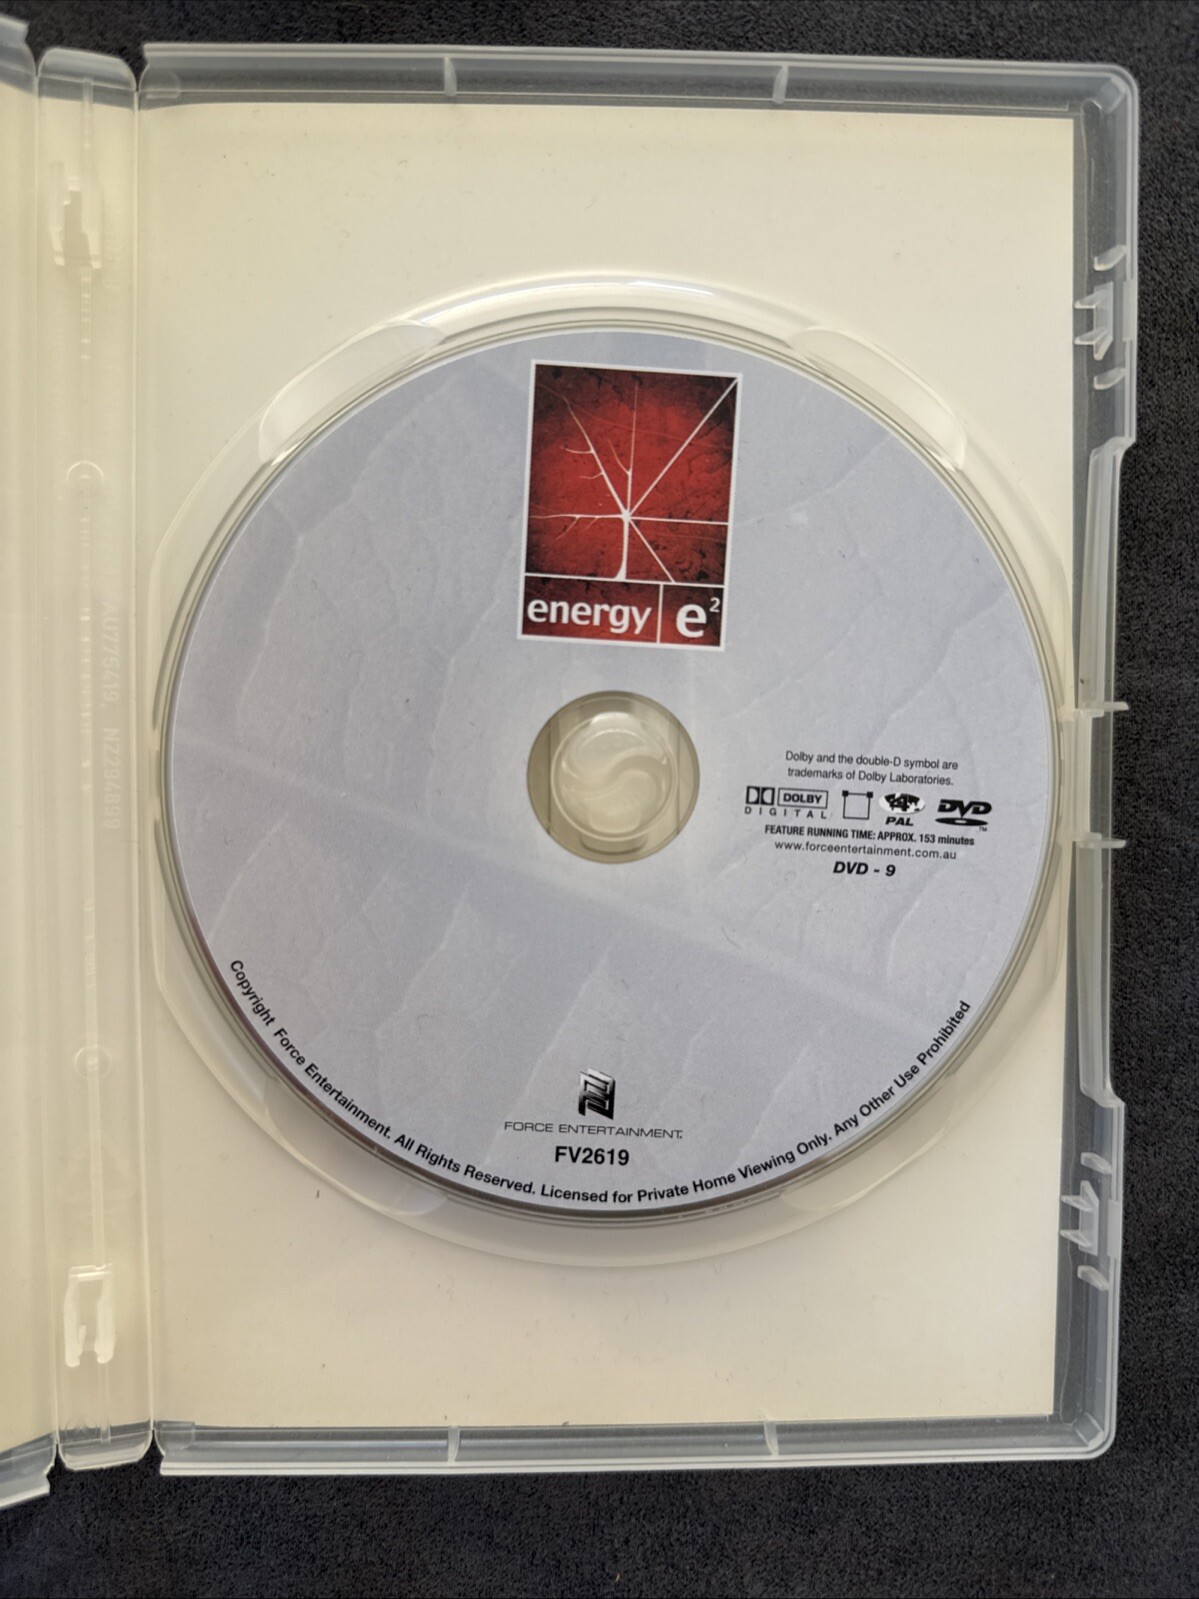 energy e²
Dolby and the double-D symbol are
trademarks of Dolby Laboratories.
DOLBY
DIGITAL
4
PAL
DVD
™
FEATURE RUNNING TIME: APPROX. 153 minutes
www.forceentertainment.com.au
DVD - 9
FORCE ENTERTAINMENT.
FV2619
Copyright Force Entertainment. All Rights Reserved. Licensed for Private Home Viewing Only. Any Other Use Prohibited